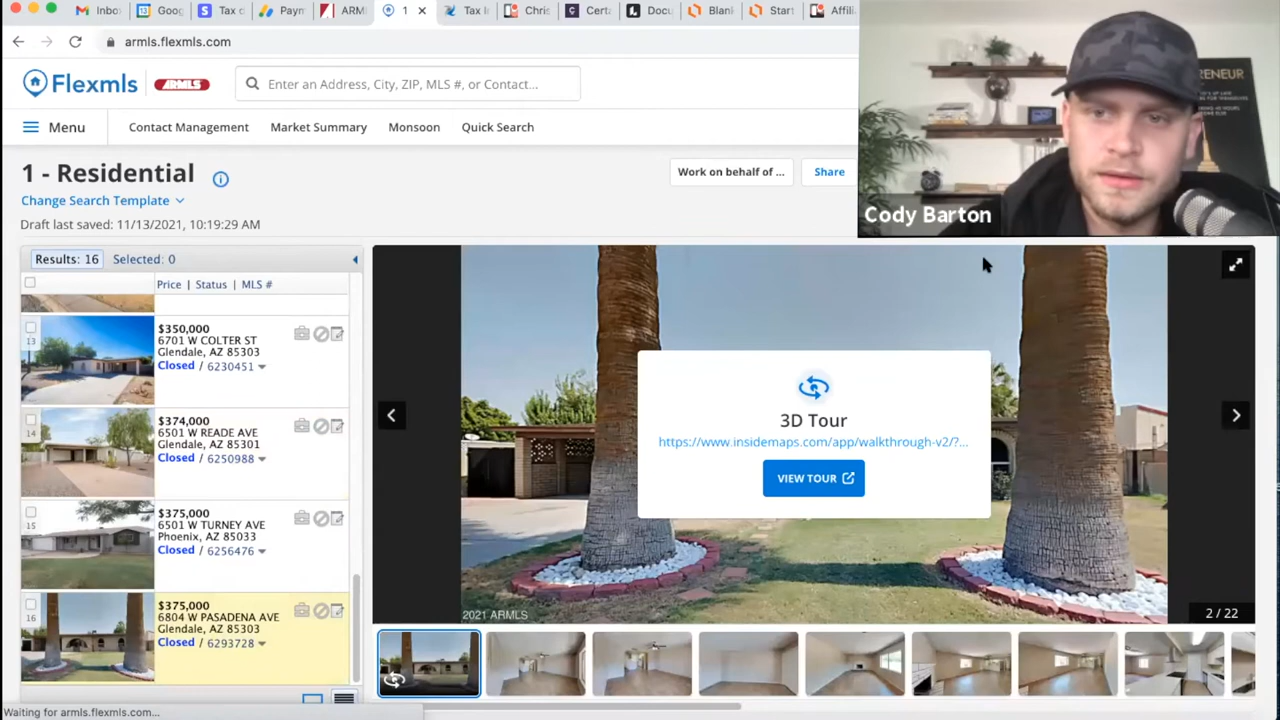 Inbo
Goog
Tax c
Payn
ARM
1
Tax I
Chris
Certa
Docu
Blank
Start
Affili
armls.flexmls.com
Flexmls
ARMLS
Enter an Address, City, ZIP, MLS #, or Contact...
Menu
Contact Management
Market Summary
Monsoon
Quick Search
1 - Residential
Change Search Template
Work on behalf of ...
Share
Draft last saved: 11/13/2021, 10:19:29 AM
Cody Barton
Results: 16
Selected: 0
Price | Status | MLS #
13
$350,000
6701 W COLTER ST
Glendale, AZ 85303
Closed / 6230451
14
$374,000
6501 W READE AVE
Glendale, AZ 85301
Closed / 6250988
15
$375,000
6501 W TURNEY AVE
Phoenix, AZ 85033
Closed / 6256476
16
$375,000
6804 W PASADENA AVE
Glendale, AZ 85303
Closed / 6293728
3D Tour
https://www.insidemaps.com/app/walkthrough-v2/?...
VIEW TOUR
2021 ARMLS
2 / 22
Waiting for armls.flexmls.com...